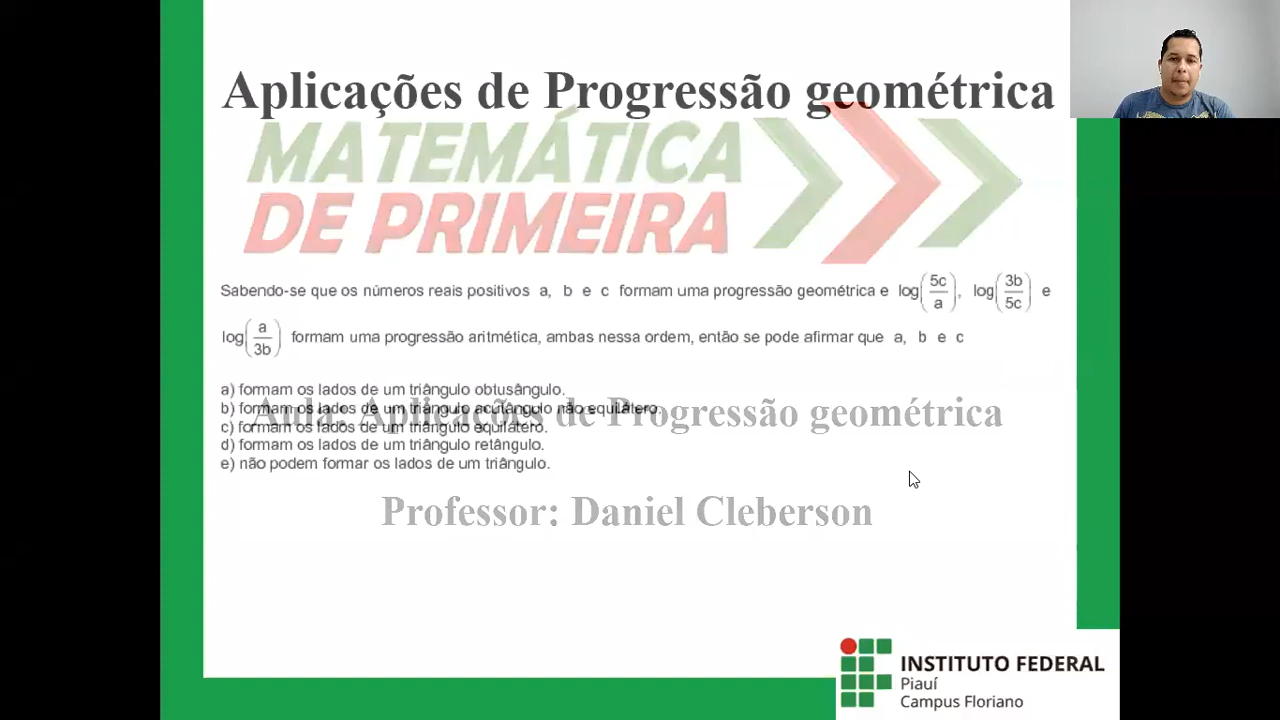 Aplicações de Progressão geométrica
MATEMÁTICA
DE PRIMEIRA
Sabendo-se que os números reais positivos a, b e c formam uma progressão geométrica e log(5c/a), log(3b/5c) e
log(a/3b) formam uma progressão aritmética, ambas nessa ordem, então se pode afirmar que a, b e c
a) formam os lados de um triângulo obtusângulo.
b) formam os lados de um triângulo acutângulo não equilátero.
c) formam os lados de um triângulo equilátero.
d) formam os lados de um triângulo retângulo.
e) não podem formar os lados de um triângulo.
Aula: Aplicações de Progressão geométrica
Professor: Daniel Cleberson
INSTITUTO FEDERAL
Piauí
Campus Floriano